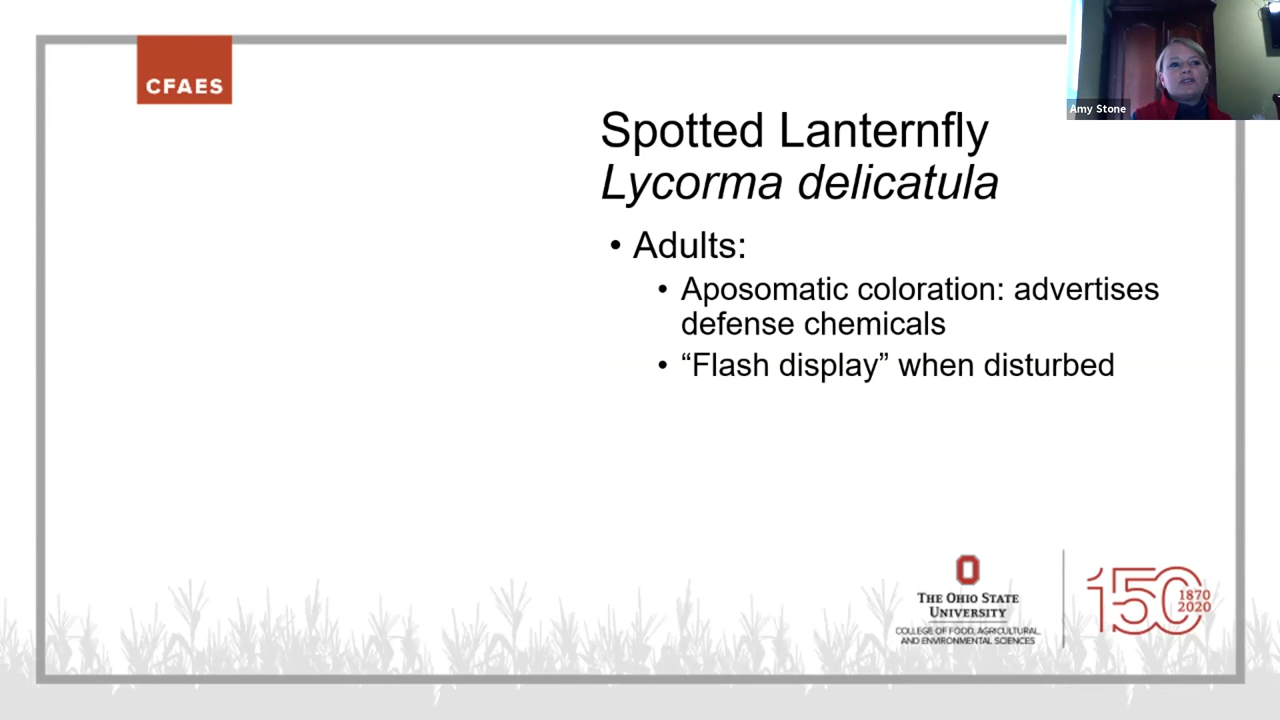 CFAES
Amy Stone
Spotted Lanternfly
Lycorma delicatula
• Adults:
• Aposomatic coloration: advertises
defense chemicals
• “Flash display” when disturbed
THE OHIO STATE
UNIVERSITY
COLLEGE OF FOOD, AGRICULTURAL,
AND ENVIRONMENTAL SCIENCES
150
1870
2020